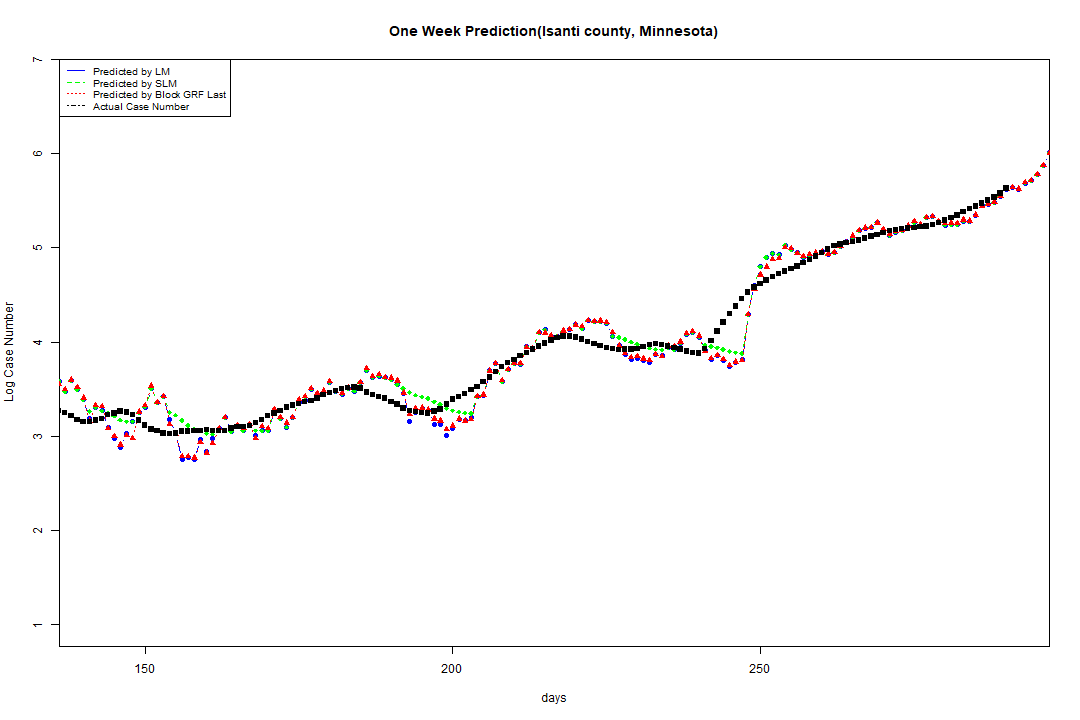 One Week Prediction(Isanti county, Minnesota)
Predicted by LM
Predicted by SLM
Predicted by Block GRF Last
Actual Case Number
7
6
5
4
3
2
1
Log Case Number
150
200
250
days